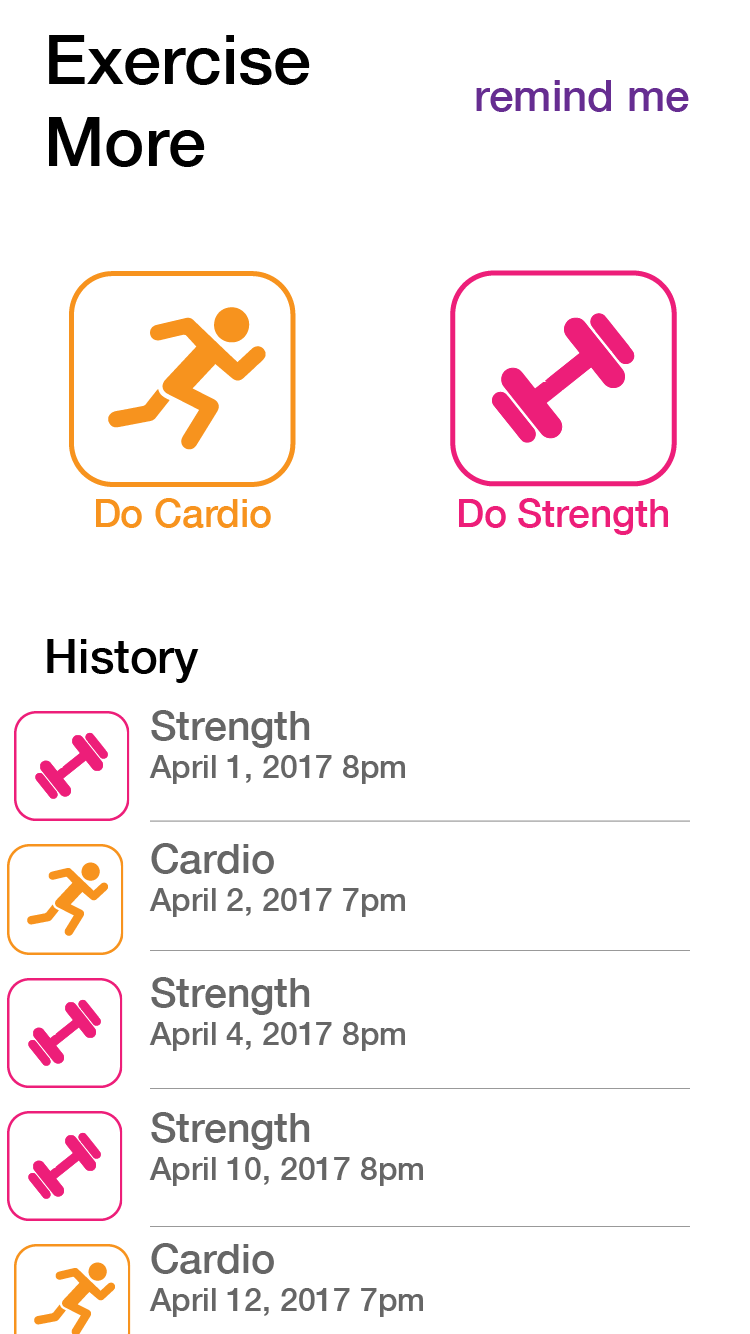 Exercise
More
remind me
Do Cardio
Do Strength
History
Strength
April 1, 2017 8pm
Cardio
April 2, 2017 7pm
Strength
April 4, 2017 8pm
Strength
April 10, 2017 8pm
Cardio
April 12, 2017 7pm